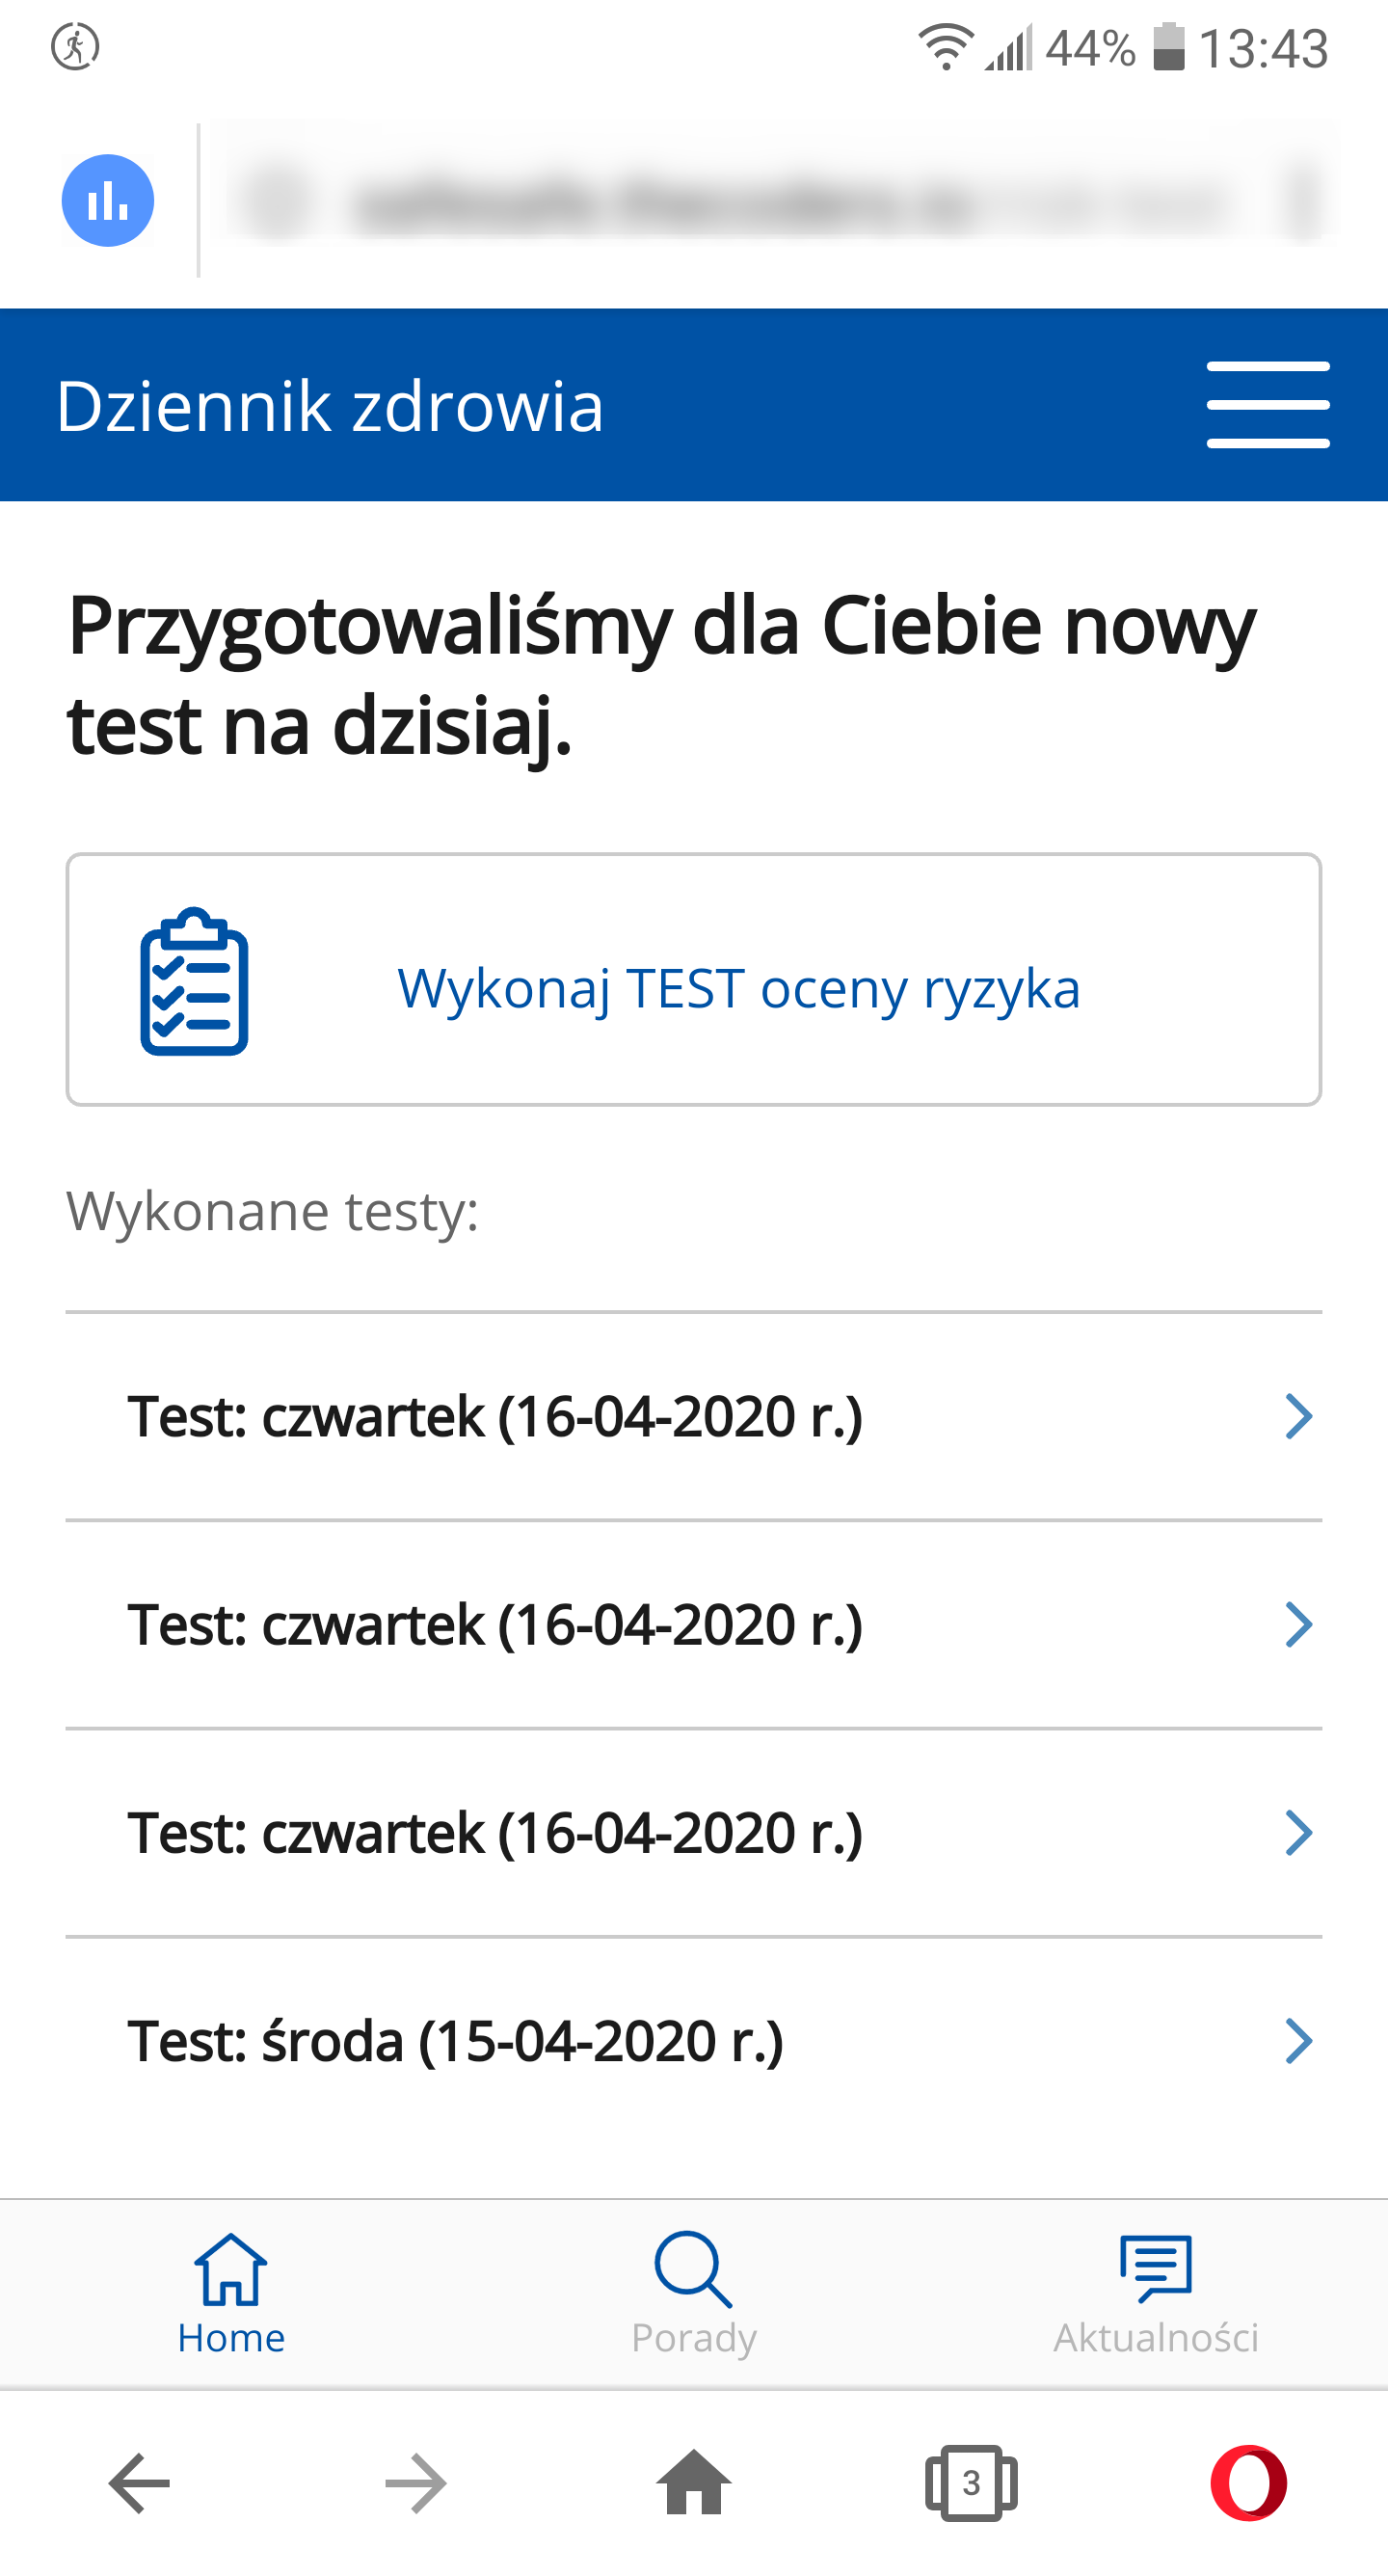 44% 13:43
Dziennik zdrowia
Przygotowaliśmy dla Ciebie nowy
test na dzisiaj.
Wykonaj TEST oceny ryzyka
Wykonane testy:
Test: czwartek (16-04-2020 r.)
Test: czwartek (16-04-2020 r.)
Test: czwartek (16-04-2020 r.)
Test: środa (15-04-2020 r.)
Home Porady Aktualności
3